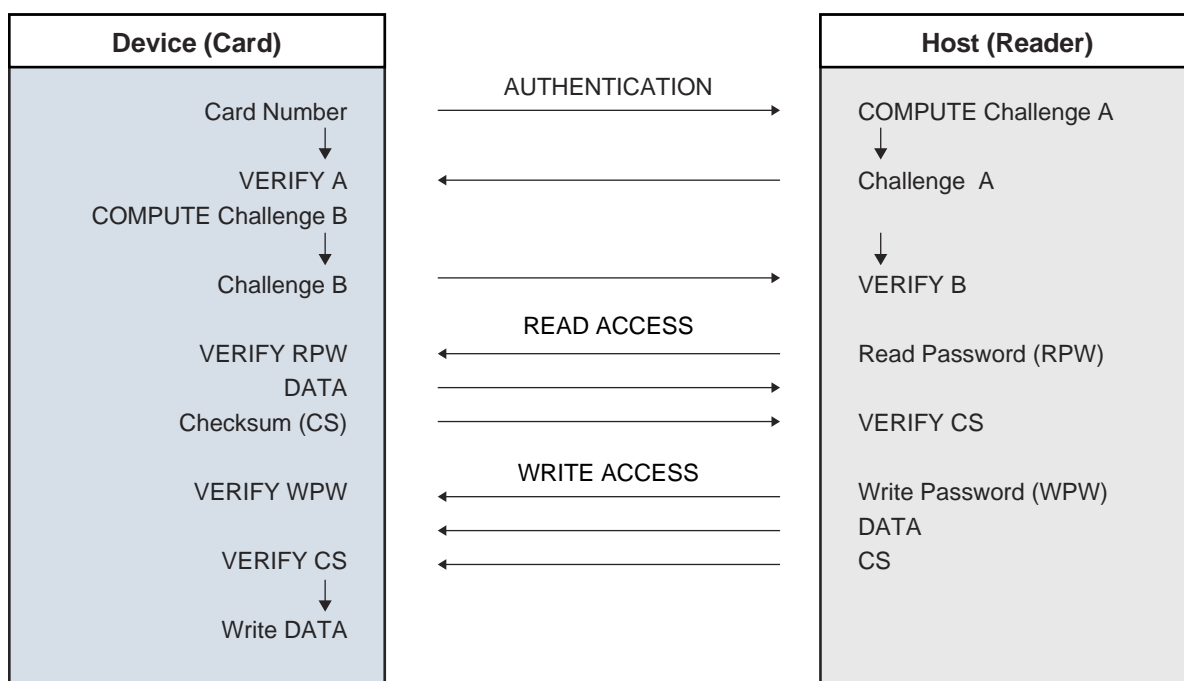 Device (Card)
Host (Reader)
AUTHENTICATION
Card Number
COMPUTE Challenge A
VERIFY A
Challenge A
COMPUTE Challenge B
Challenge B
VERIFY B
READ ACCESS
VERIFY RPW
Read Password (RPW)
DATA
Checksum (CS)
VERIFY CS
WRITE ACCESS
VERIFY WPW
Write Password (WPW)
DATA
VERIFY CS
CS
Write DATA